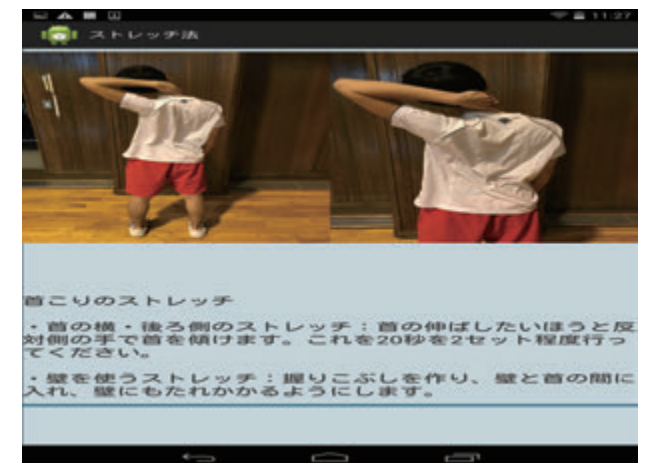 11:27
ストレッチ法
首こりのストレッチ
・首の横・後ろ側のストレッチ：首の伸ばしたいほうと反
対側の手で首を傾けます。これを20秒を2セット程度行っ
てください。
・壁を使うストレッチ：握りこぶしを作り、壁と首の間に
入れ、壁にもたれかかるようにします。